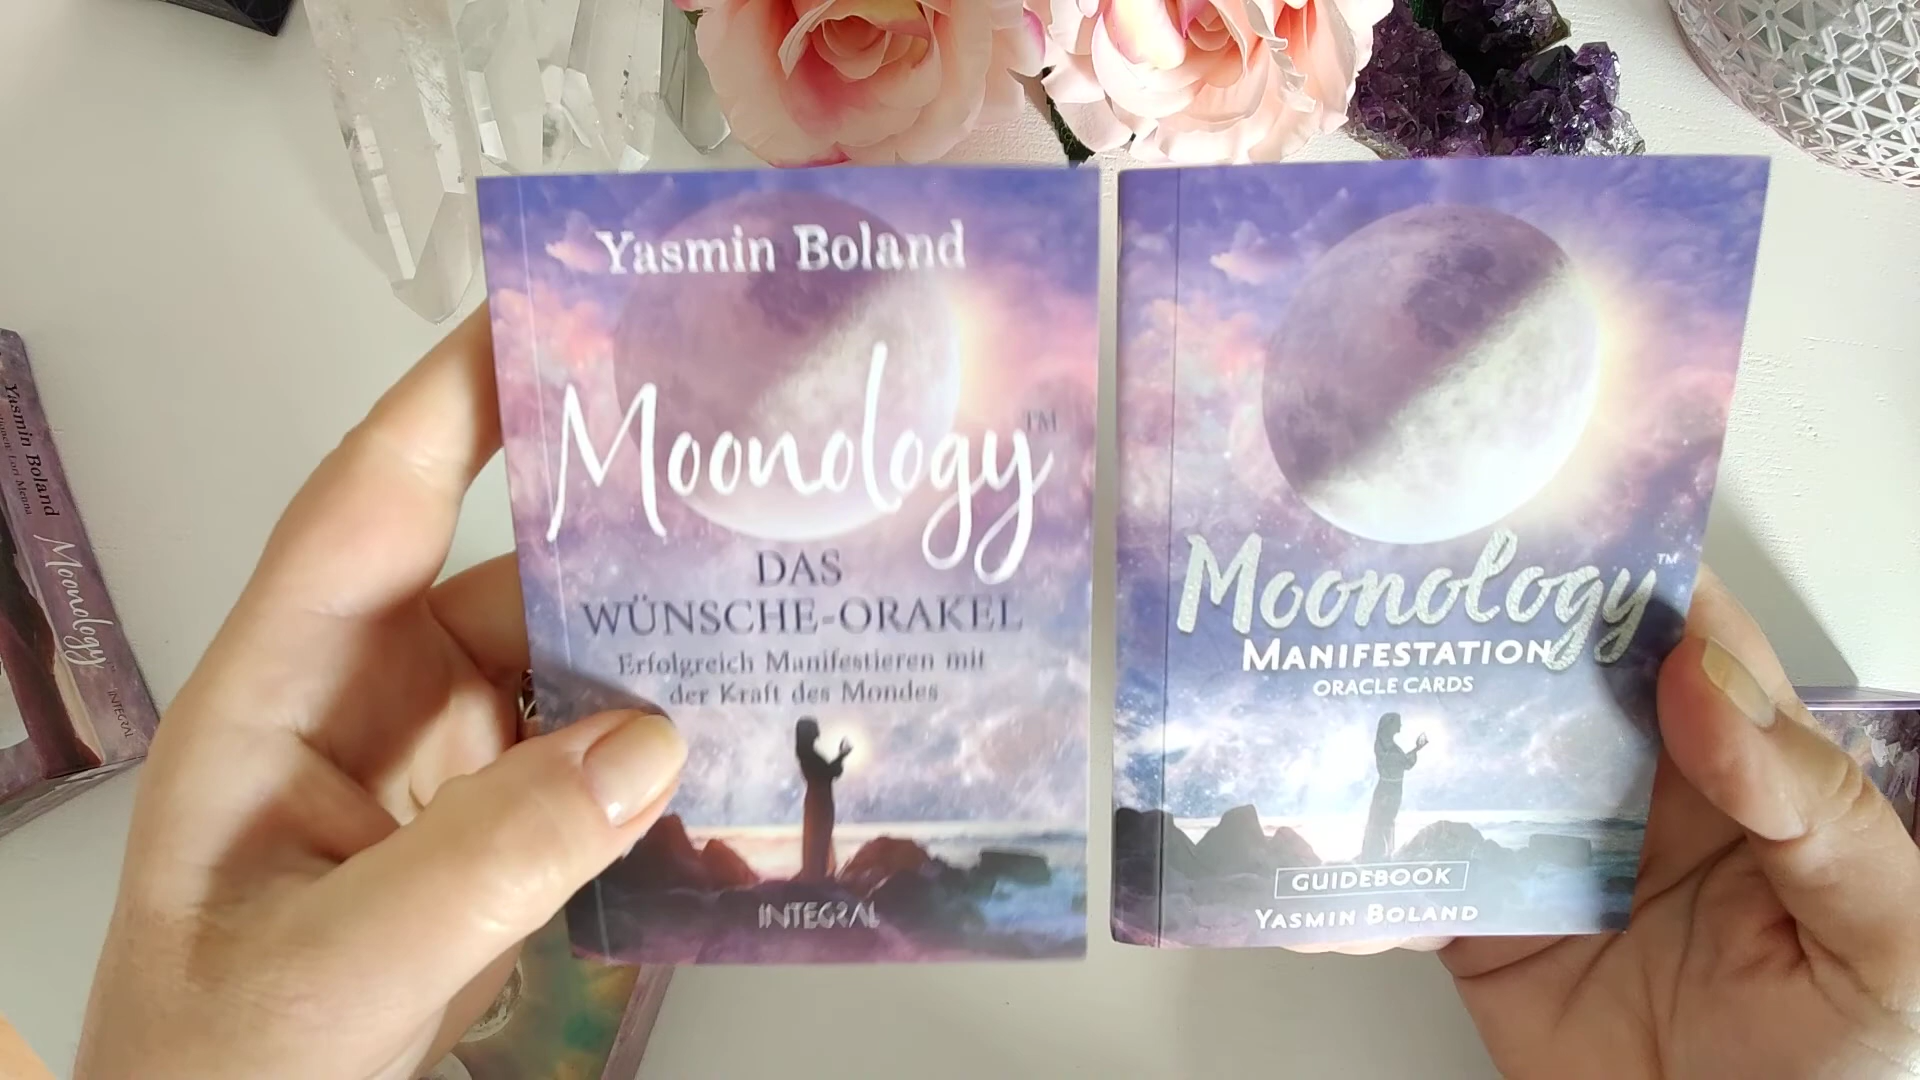 Yasmin Boland
Moonology™
DAS
WÜNSCHE-ORAKEL
Erfolgreich Manifestieren mit
der Kraft des Mondes
INTEGRAL
Moonology™
MANIFESTATION
ORACLE CARDS
GUIDEBOOK
YASMIN BOLAND
Yasmin Boland
Moonology
INTEGRAL